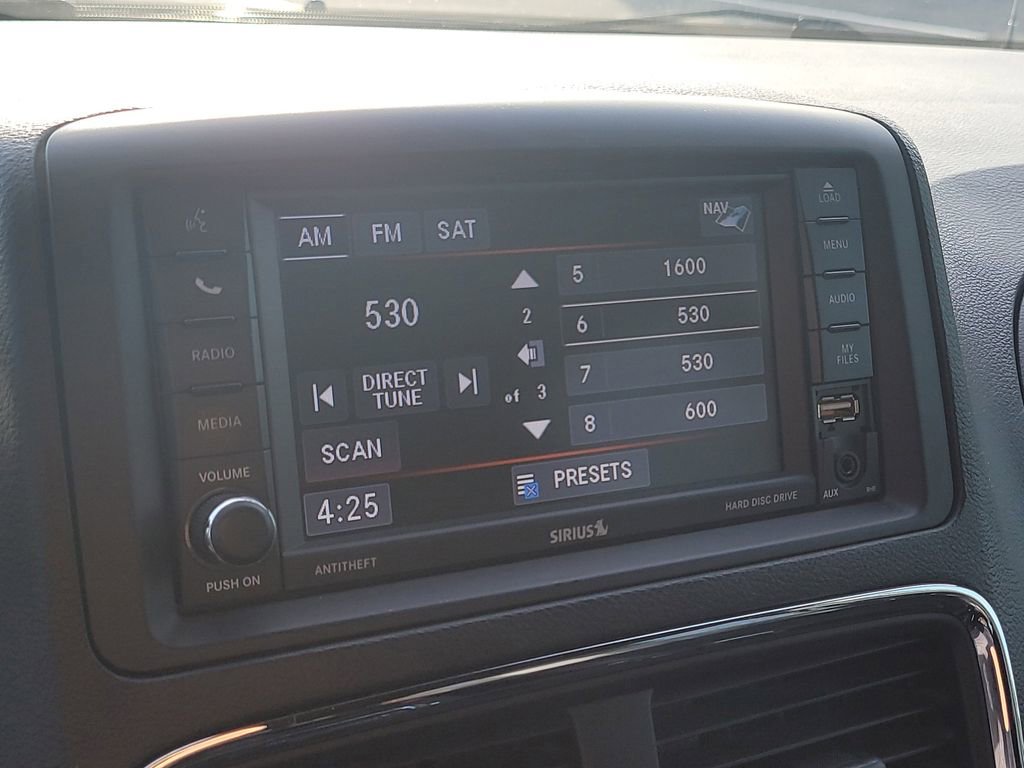 AM FM SAT NAV
530
2
of 3
5 1600
6 530
7 530
8 600
DIRECT
TUNE
SCAN
4:25
PRESETS
RADIO
MEDIA
VOLUME
PUSH ON
ANTITHEFT
SIRIUS
HARD DISC DRIVE
LOAD
MENU
AUDIO
MY
FILES
AUX